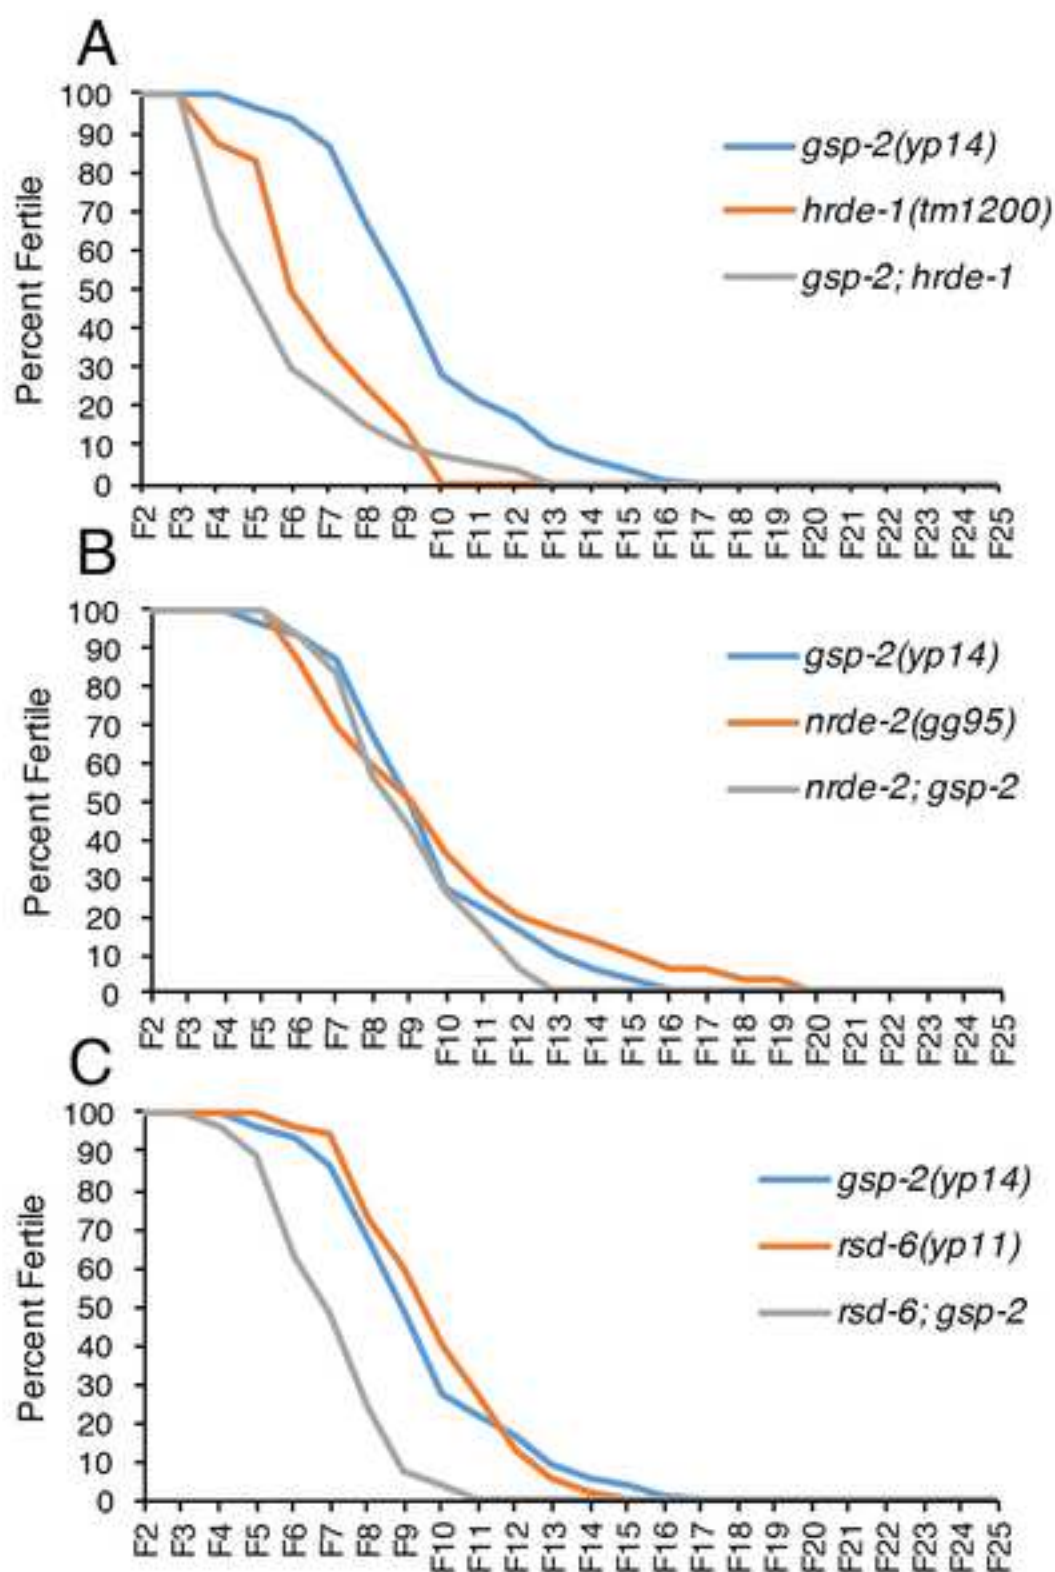 A
Percent Fertile
100
90
80
70
60
50
40
30
20
10
0
gsp-2(yp14)
hrde-1(tm1200)
gsp-2; hrde-1
F2 F3 F4 F5 F6 F7 F8 F9 F10 F11 F12 F13 F14 F15 F16 F17 F18 F19 F20 F21 F22 F23 F24 F25
B
Percent Fertile
100
90
80
70
60
50
40
30
20
10
0
gsp-2(yp14)
nrde-2(gg95)
nrde-2; gsp-2
F2 F3 F4 F5 F6 F7 F8 F9 F10 F11 F12 F13 F14 F15 F16 F17 F18 F19 F20 F21 F22 F23 F24 F25
C
Percent Fertile
100
90
80
70
60
50
40
30
20
10
0
gsp-2(yp14)
rsd-6(yp11)
rsd-6; gsp-2
F2 F3 F4 F5 F6 F7 F8 F9 F10 F11 F12 F13 F14 F15 F16 F17 F18 F19 F20 F21 F22 F23 F24 F25